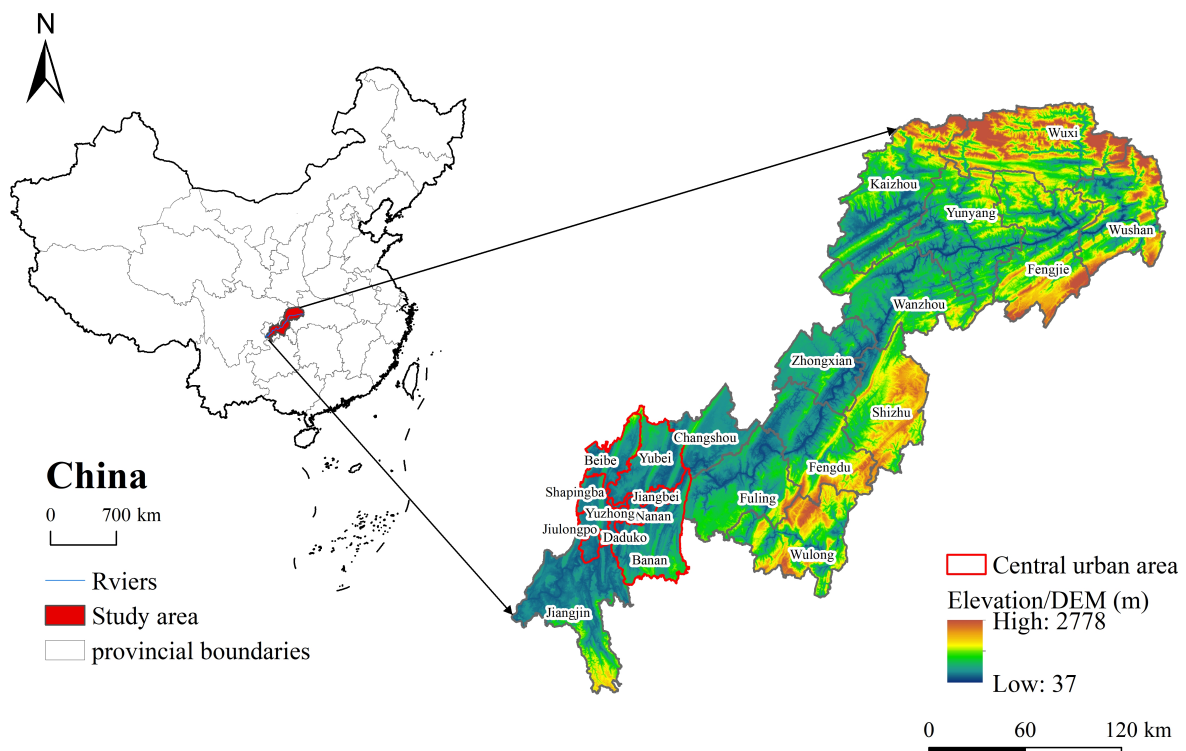 N
Wuxi
Kaizhou
Yunyang
Wushan
Fengjie
Wanzhou
Zhongxian
Shizhu
Changshou
Yubei
Beibe
Fengdu
Shapingba
Jiangbei
Fuling
Yuzhong
Nanan
Jiulongpo
Daduko
Banan
Wulong
Jiangjin
China
0 700 km
Rviers
Study area
provincial boundaries
Central urban area
Elevation/DEM (m)
High: 2778
Low: 37
0 60 120 km